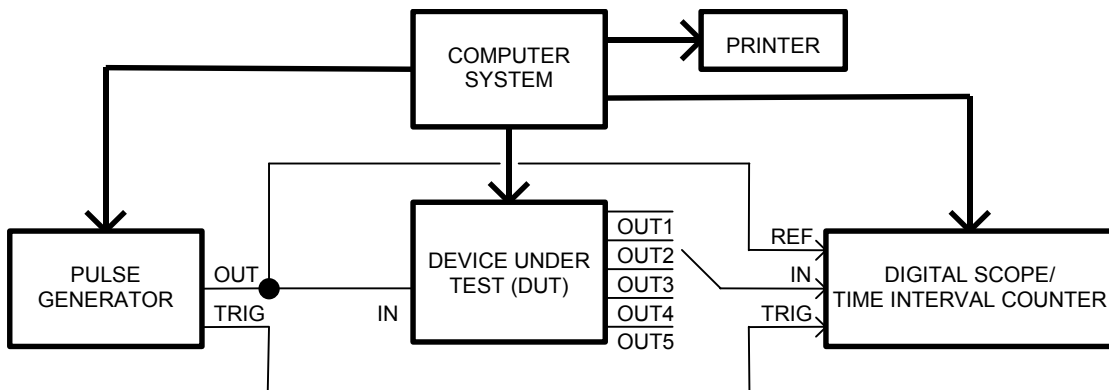 COMPUTER
SYSTEM
PRINTER
PULSE
GENERATOR
OUT
TRIG
IN
DEVICE UNDER
TEST (DUT)
OUT1
OUT2
OUT3
OUT4
OUT5
REF
IN
TRIG
DIGITAL SCOPE/
TIME INTERVAL COUNTER